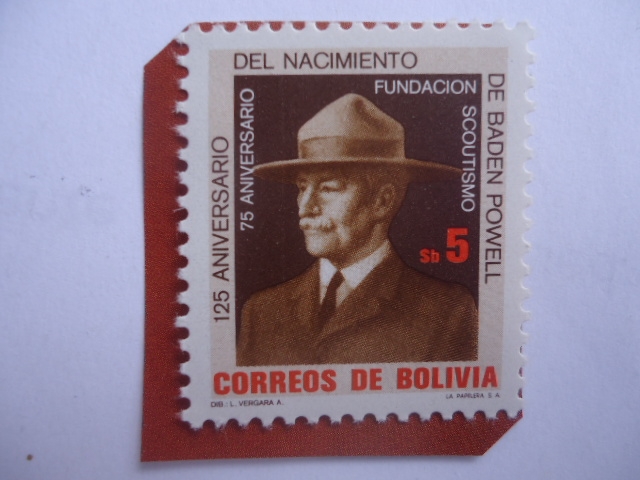 125 ANIVERSARIO
DEL NACIMIENTO
DE BADEN POWELL
75 ANIVERSARIO
FUNDACION
SCOUTISMO
$b 5
CORREOS DE BOLIVIA
DIB.: L. VERGARA A.
LA PAPELERA S.A.